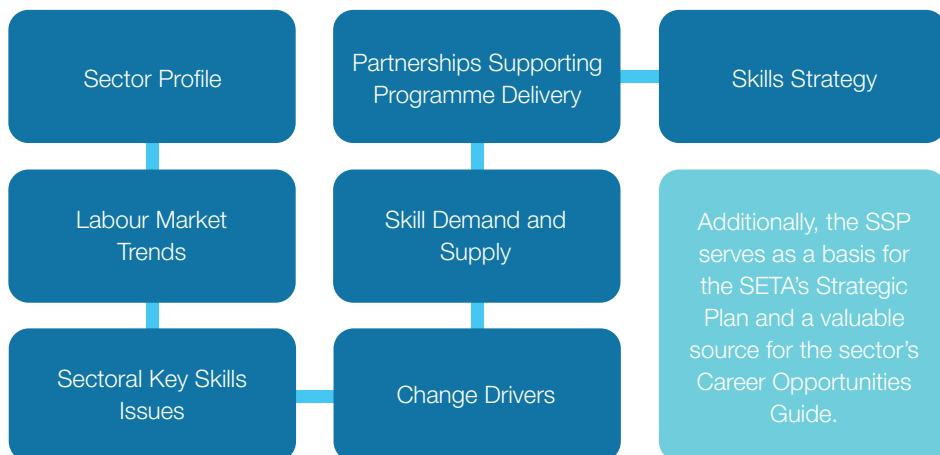 Sector Profile
Labour Market
Trends
Sectoral Key Skills
Issues
Change Drivers
Skill Demand and
Supply
Partnerships Supporting
Programme Delivery
Skills Strategy
Additionally, the SSP
serves as a basis for
the SETA’s Strategic
Plan and a valuable
source for the sector’s
Career Opportunities
Guide.